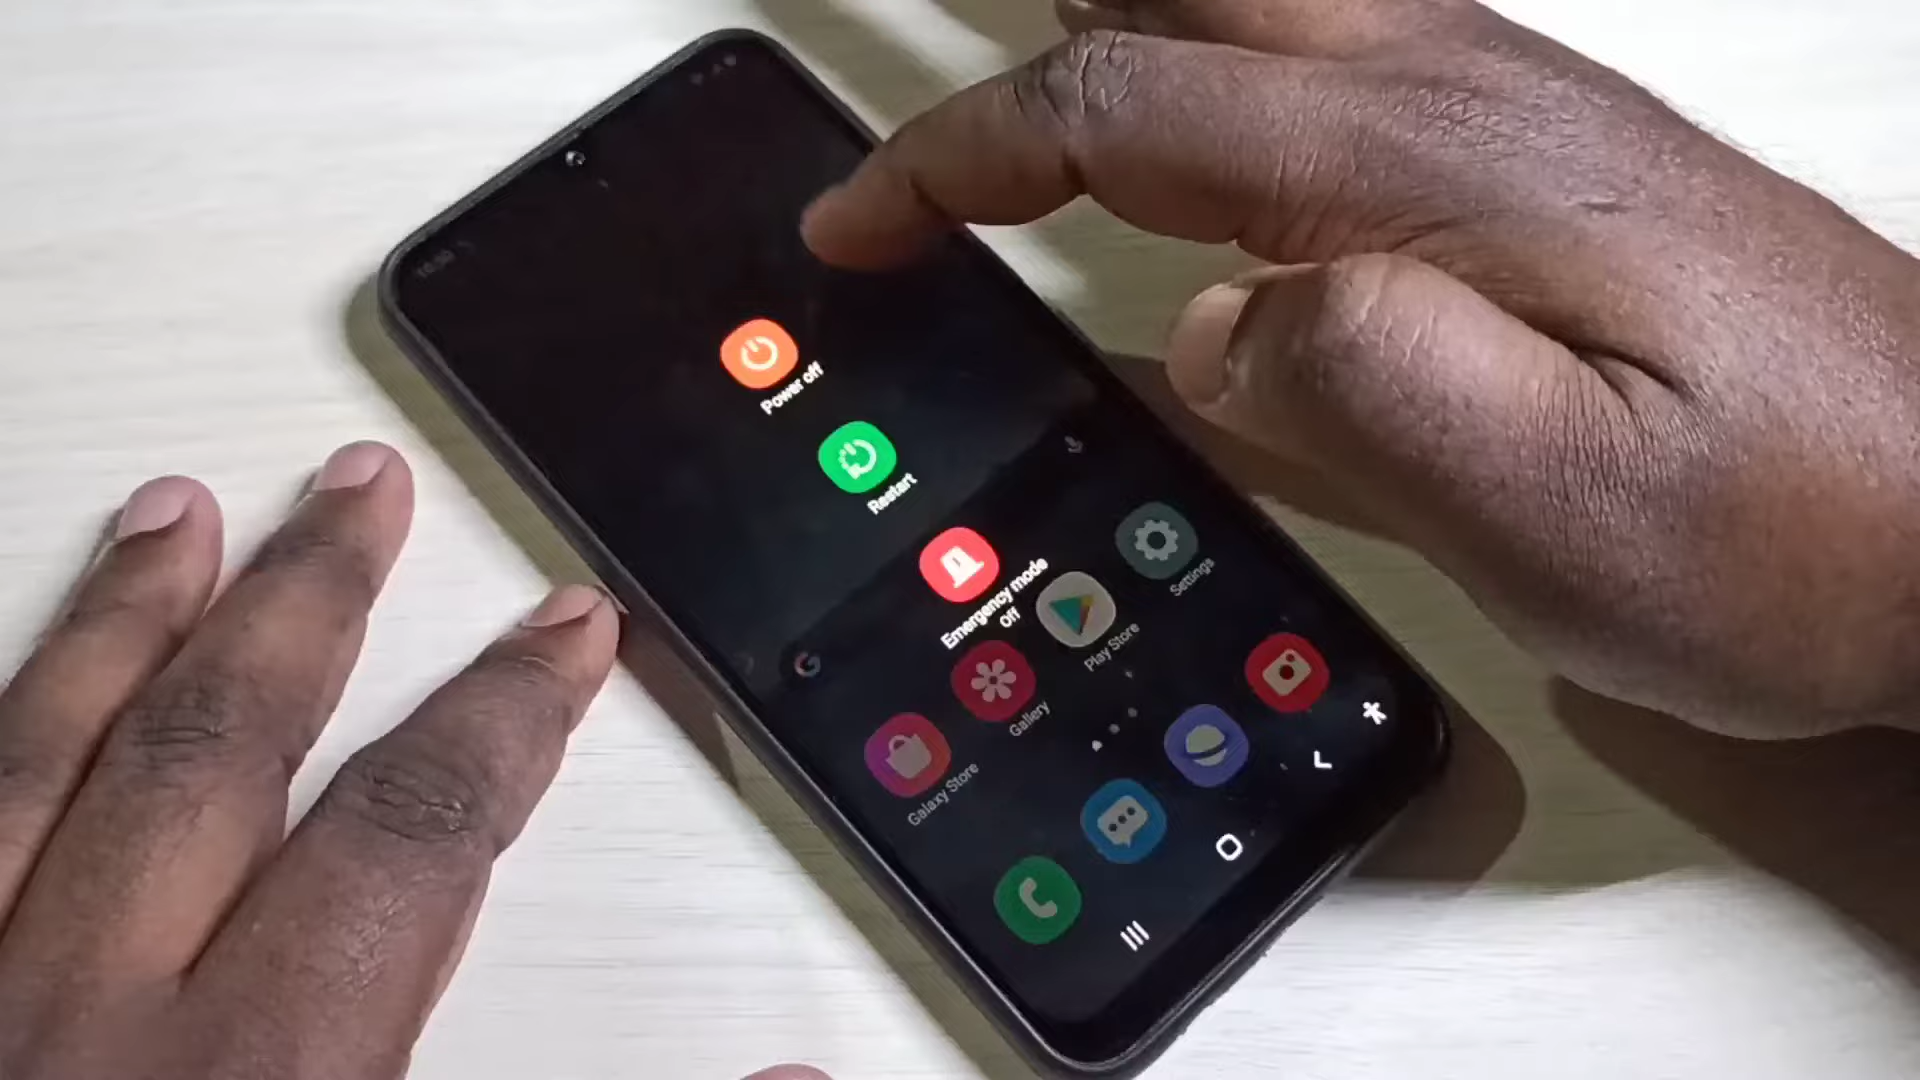 Power off
Restart
Emergency mode
Off
Settings
Play Store
Gallery
Galaxy Store